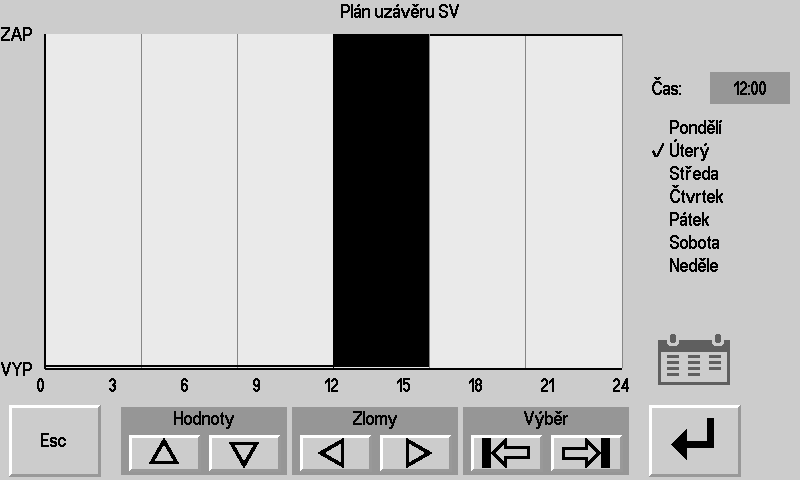 Plán uzávěru SV
ZAP
Čas: 12:00
Pondělí
✓ Úterý
Středa
Čtvrtek
Pátek
Sobota
Neděle
VYP
0 3 6 9 12 15 18 21 24
Esc
Hodnoty Zlomy Výběr